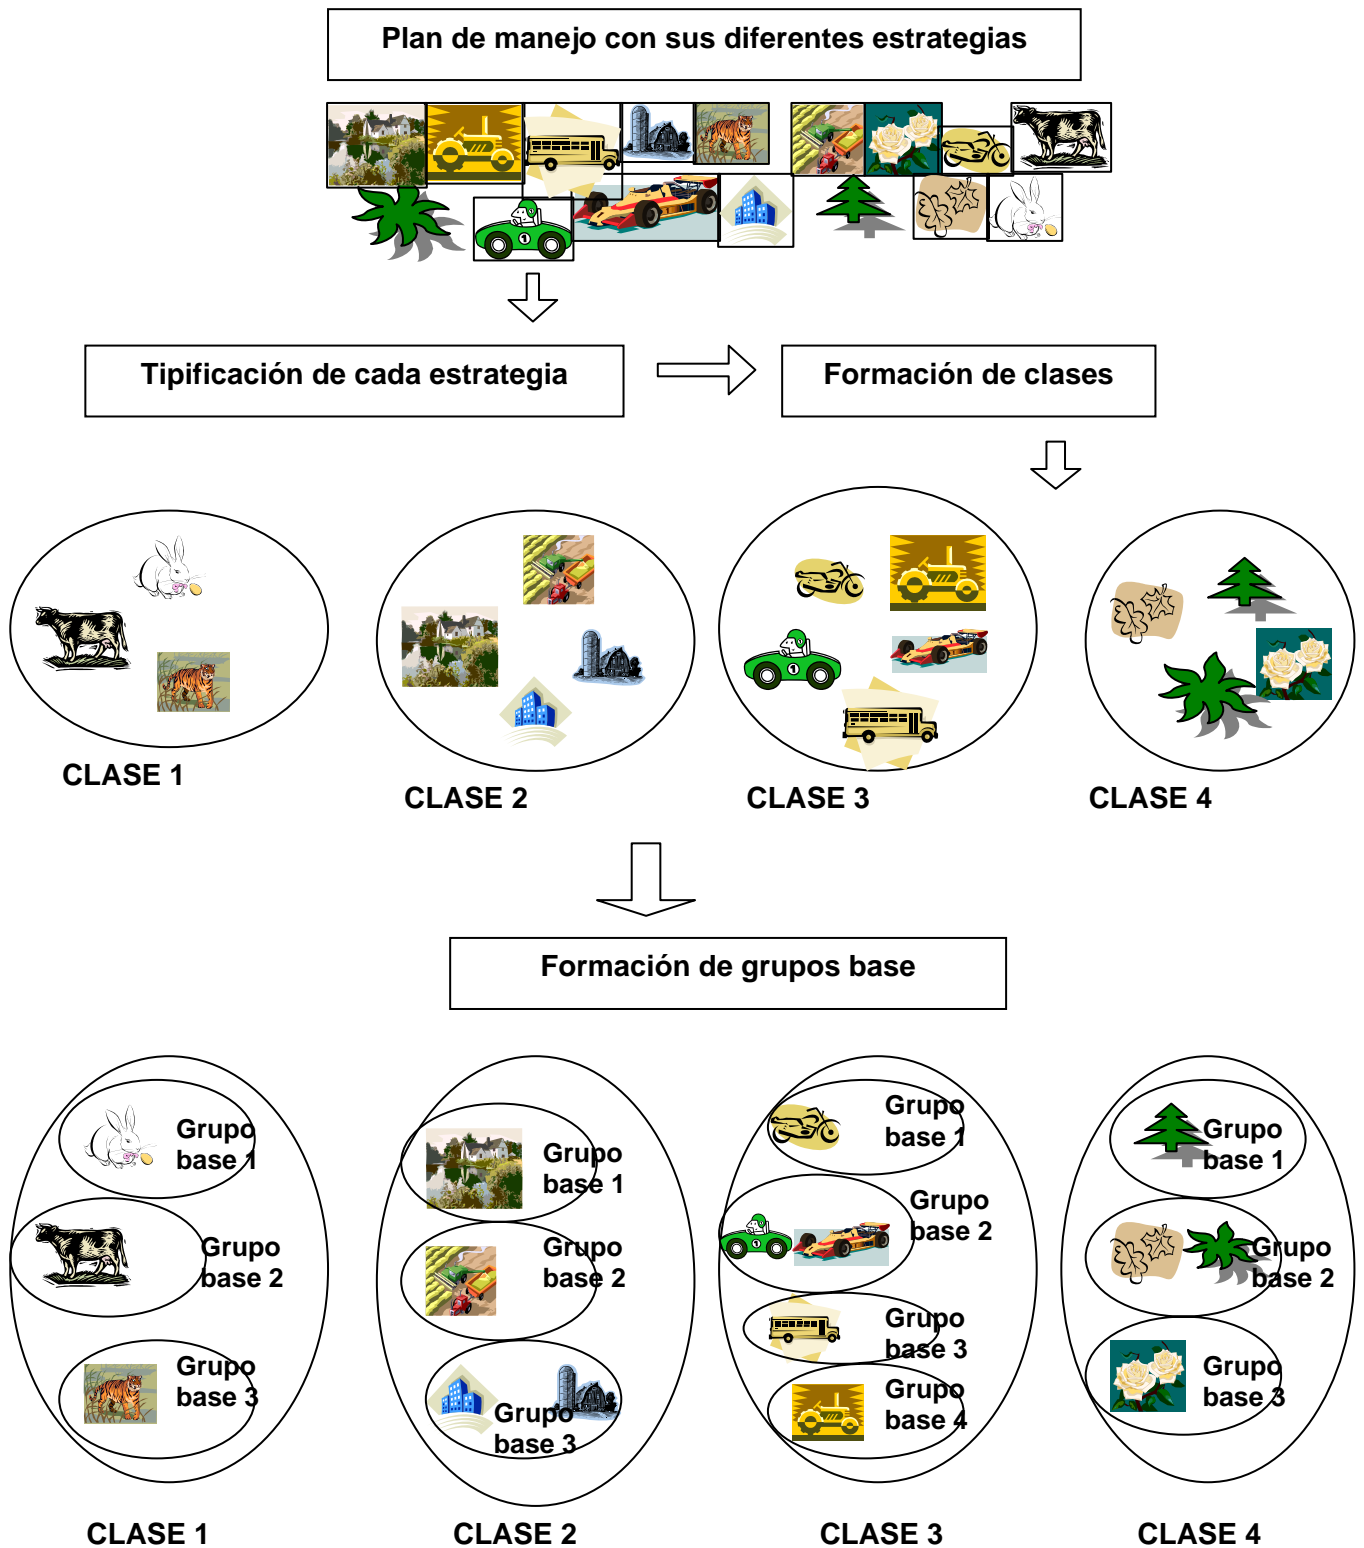 Plan de manejo con sus diferentes estrategias
1
Tipificación de cada estrategia
Formación de clases
1
CLASE 1
CLASE 2
CLASE 3
CLASE 4
Formación de grupos base
Grupo
base 1
Grupo
base 2
Grupo
base 3
Grupo
base 1
Grupo
base 2
Grupo
base 3
Grupo
base 1
1
Grupo
base 2
Grupo
base 3
Grupo
base 4
Grupo
base 1
Grupo
base 2
Grupo
base 3
CLASE 1
CLASE 2
CLASE 3
CLASE 4